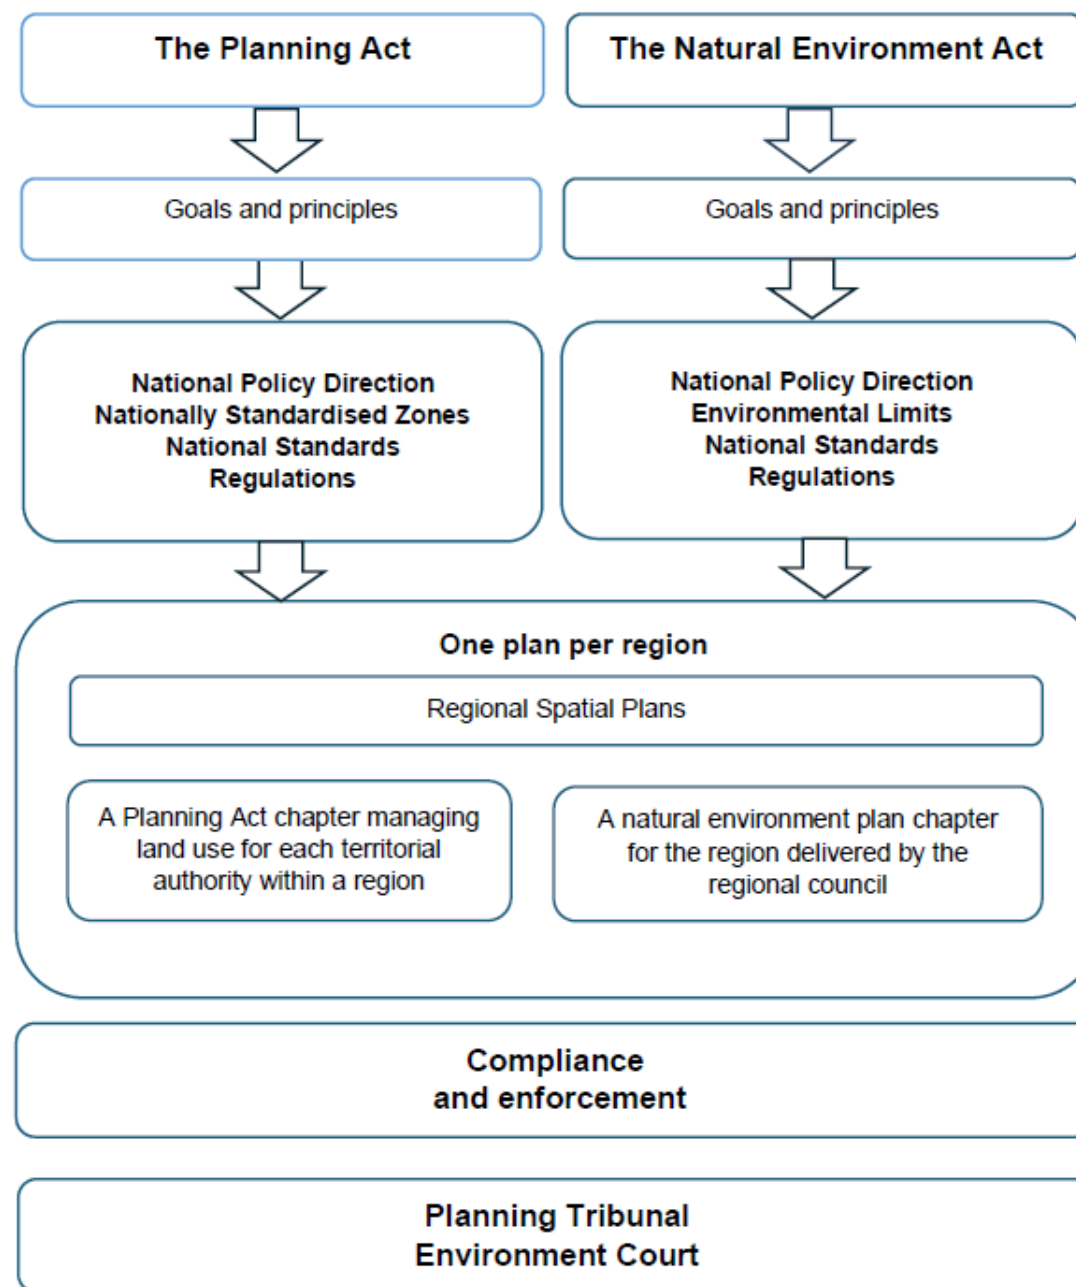 The Planning Act
The Natural Environment Act
Goals and principles
Goals and principles
National Policy Direction
Nationally Standardised Zones
National Standards
Regulations
National Policy Direction
Environmental Limits
National Standards
Regulations
One plan per region
Regional Spatial Plans
A Planning Act chapter managing
land use for each territorial
authority within a region
A natural environment plan chapter
for the region delivered by the
regional council
Compliance
and enforcement
Planning Tribunal
Environment Court